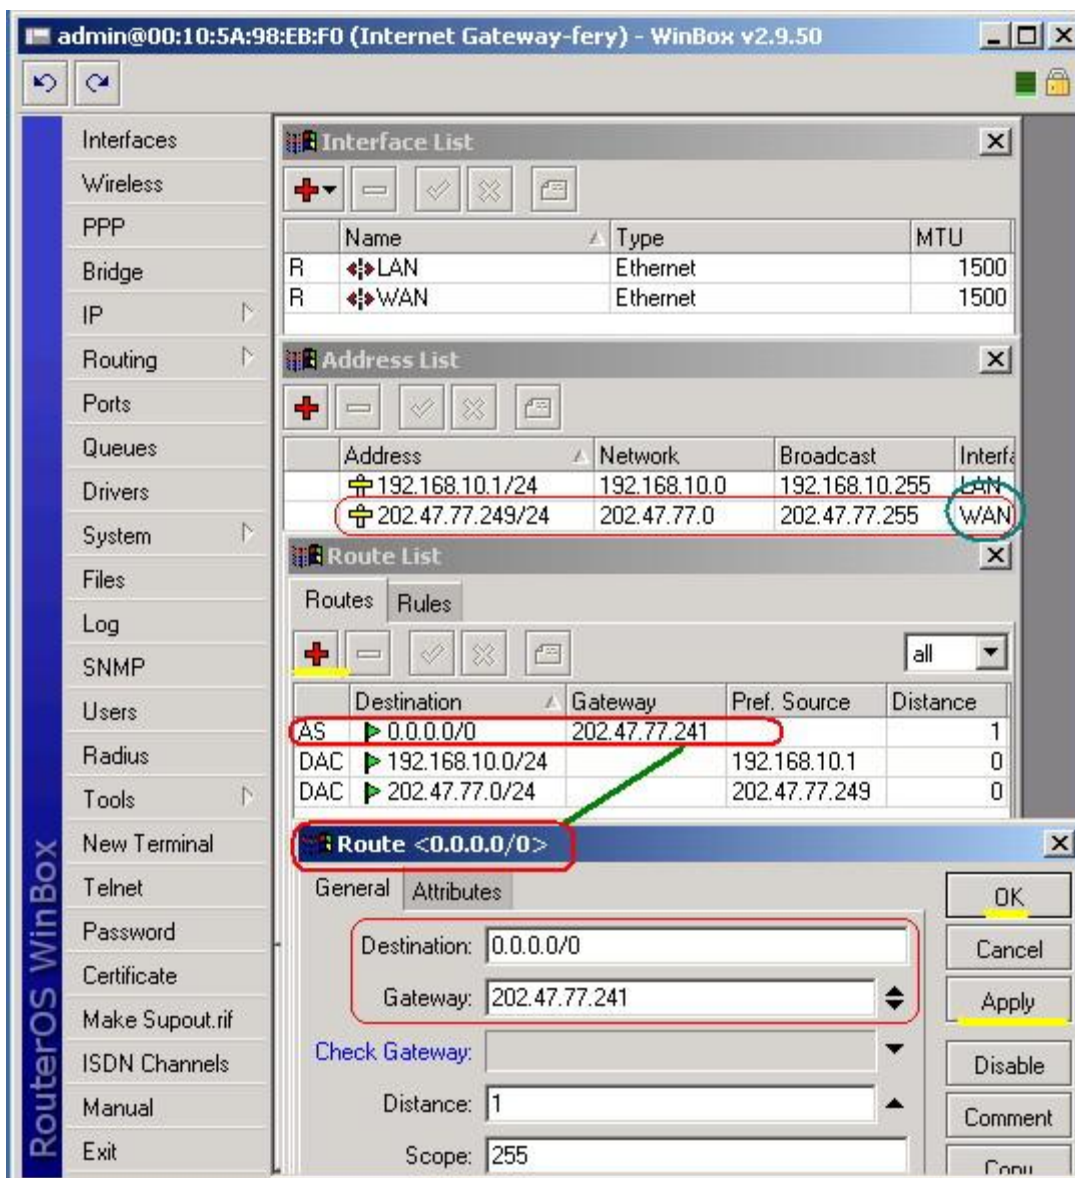 admin@00:10:5A:98:EB:F0 (Internet Gateway-fery) - WinBox v2.9.50
RouterOS WinBox
Interfaces
Wireless
PPP
Bridge
IP
Routing
Ports
Queues
Drivers
System
Files
Log
SNMP
Users
Radius
Tools
New Terminal
Telnet
Password
Certificate
Make Supout.rif
ISDN Channels
Manual
Exit
Interface List
Name Type MTU
R LAN Ethernet 1500
R WAN Ethernet 1500
Address List
Address Network Broadcast Interfa
192.168.10.1/24 192.168.10.0 192.168.10.255 LAN
202.47.77.249/24 202.47.77.0 202.47.77.255 WAN
Route List
Routes Rules
all
Destination Gateway Pref. Source Distance
AS 0.0.0.0/0 202.47.77.241 1
DAC 192.168.10.0/24 192.168.10.1 0
DAC 202.47.77.0/24 202.47.77.249 0
Route <0.0.0.0/0>
General Attributes
Destination: 0.0.0.0/0
Gateway: 202.47.77.241
Check Gateway:
Distance: 1
Scope: 255
OK
Cancel
Apply
Disable
Comment
Copy